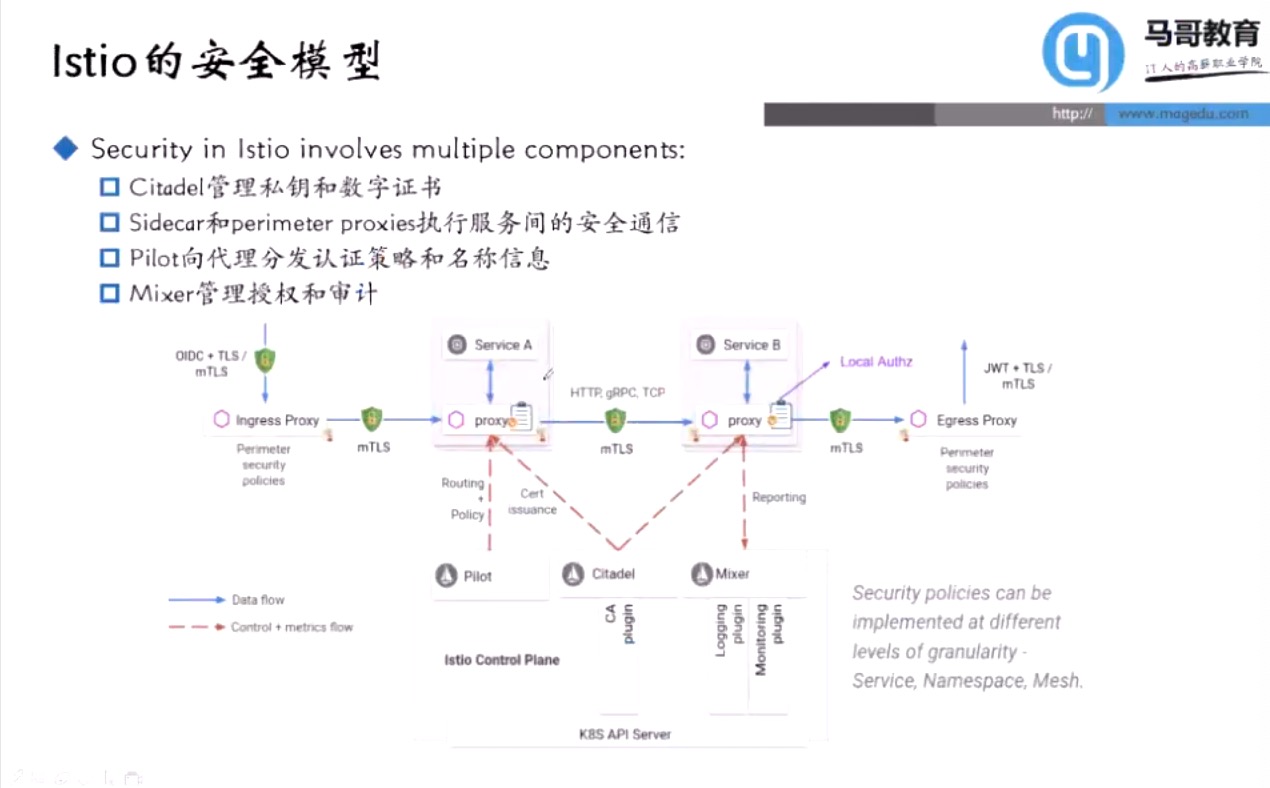 Istio的安全模型
马哥教育
IT人的高薪职业学院
http:// www.magedu.com
Security in Istio involves multiple components:
Citadel管理私钥和数字证书
Sidecar和perimeter proxies执行服务间的安全通信
Pilot向代理分发认证策略和名称信息
Mixer管理授权和审计
OIDC + TLS /
mTLS
Service A
Service B
Local Authz
JWT + TLS /
mTLS
HTTP, gRPC, TCP
Ingress Proxy
proxy
proxy
Egress Proxy
mTLS
mTLS
mTLS
Perimeter
security
policies
Perimeter
security
policies
Routing
+
Policy
Cert
issuance
Reporting
Pilot
Citadel
Mixer
CA
plugin
Logging
plugin
Monitoring
plugin
Data flow
Control + metrics flow
Istio Control Plane
K8S API Server
Security policies can be
implemented at different
levels of granularity -
Service, Namespace, Mesh.